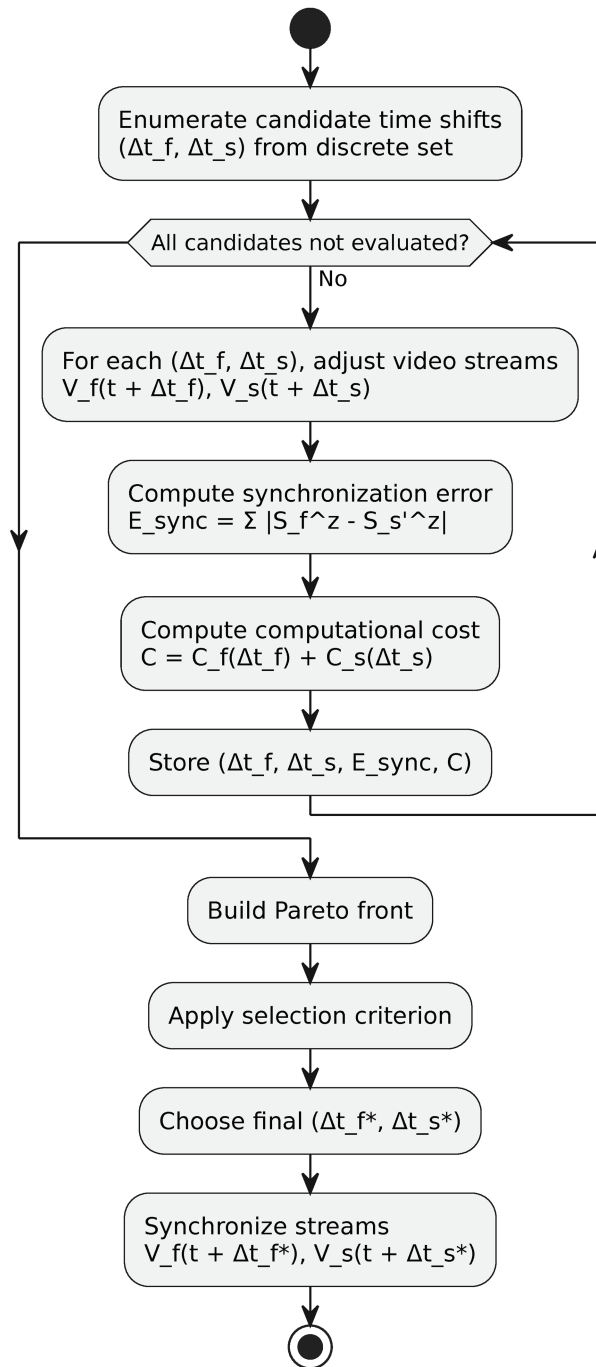 Enumerate candidate time shifts
(Δt_f, Δt_s) from discrete set
All candidates not evaluated?
No
For each (Δt_f, Δt_s), adjust video streams
V_f(t + Δt_f), V_s(t + Δt_s)
Compute synchronization error
E_sync = Σ |S_f^z - S_s'^z|
Compute computational cost
C = C_f(Δt_f) + C_s(Δt_s)
Store (Δt_f, Δt_s, E_sync, C)
Build Pareto front
Apply selection criterion
Choose final (Δt_f*, Δt_s*)
Synchronize streams
V_f(t + Δt_f*), V_s(t + Δt_s*)